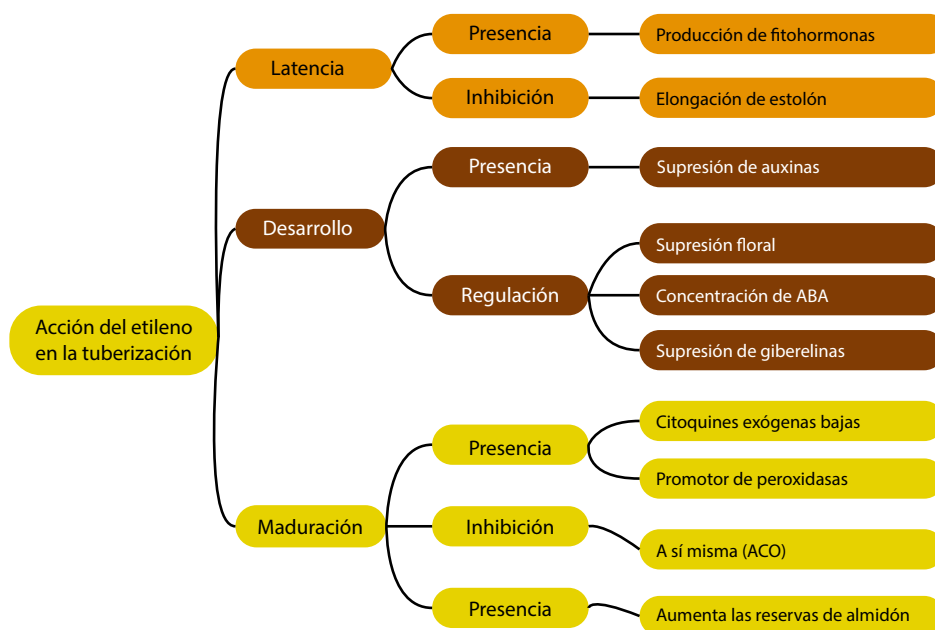 Acción del etileno
en la tuberización
Latencia
Presencia
Producción de fitohormonas
Inhibición
Elongación de estolón
Desarrollo
Presencia
Supresión de auxinas
Regulación
Supresión floral
Concentración de ABA
Supresión de giberelinas
Maduración
Presencia
Citoquines exógenas bajas
Promotor de peroxidasas
Inhibición
A sí misma (ACO)
Presencia
Aumenta las reservas de almidón